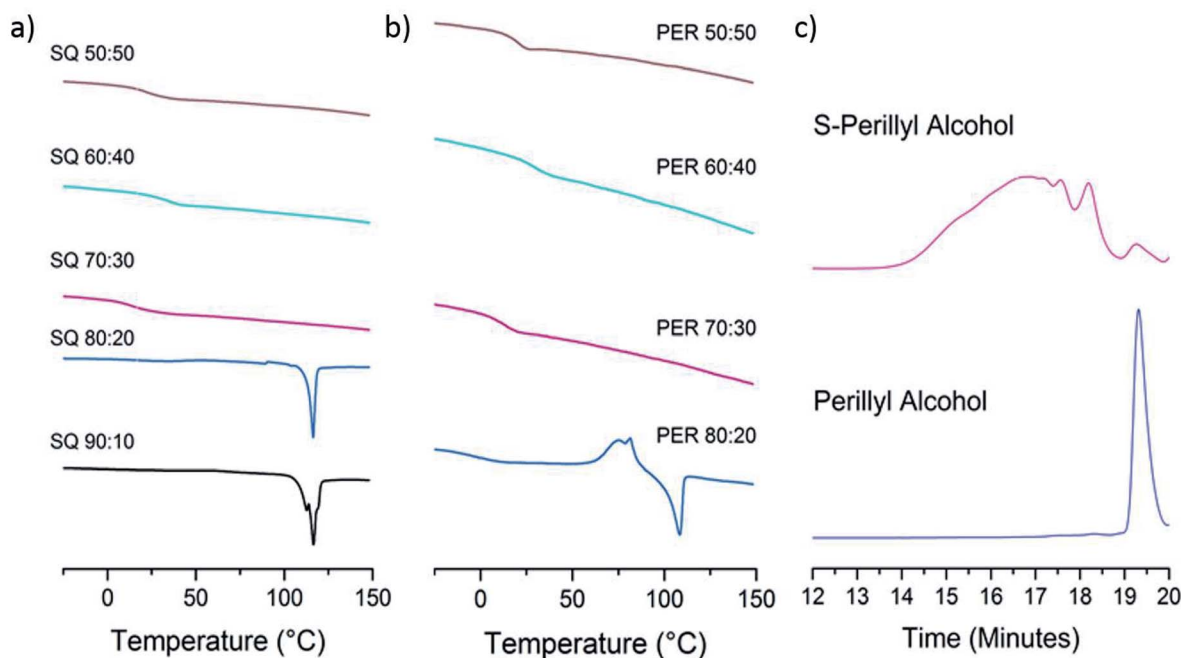 a)
SQ 50:50
SQ 60:40
SQ 70:30
SQ 80:20
SQ 90:10
0 50 100 150
Temperature (°C)
b)
PER 50:50
PER 60:40
PER 70:30
PER 80:20
0 50 100 150
Temperature (°C)
c)
S-Perillyl Alcohol
Perillyl Alcohol
12 13 14 15 16 17 18 19 20
Time (Minutes)